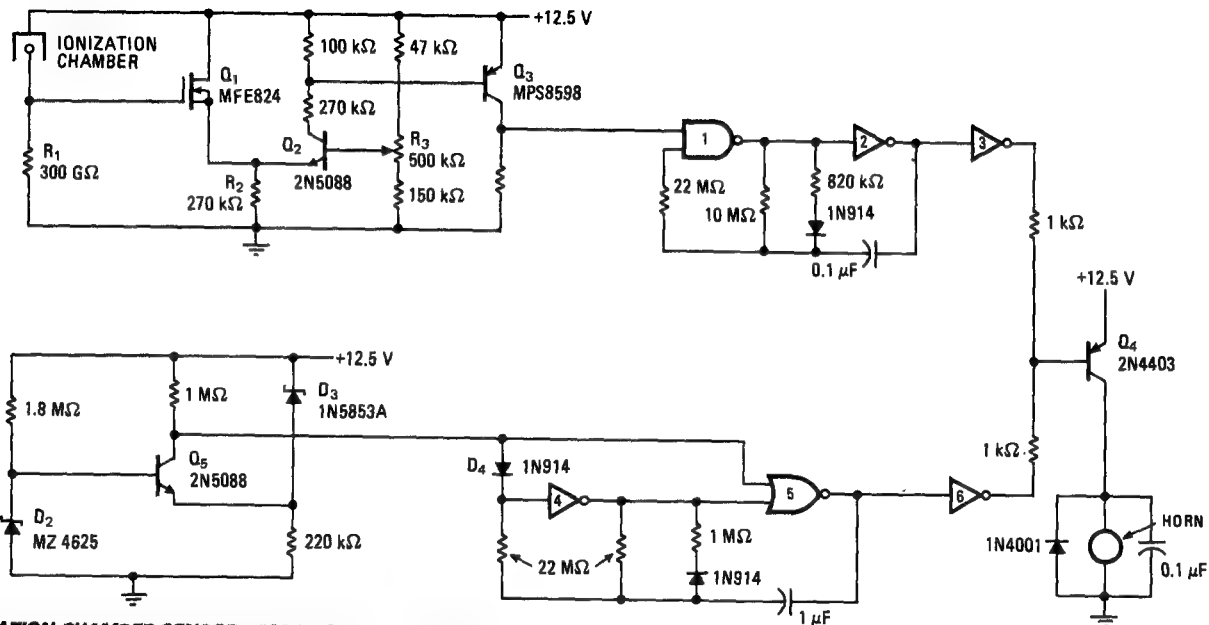 +12.5 V
IONIZATION
CHAMBER
Q1
MFE824
100 kΩ
47 kΩ
Q3
MPS8598
270 kΩ
Q2
2N5088
R3
500 kΩ
R1
300 GΩ
R2
270 kΩ
150 kΩ
1
2
3
22 MΩ
10 MΩ
820 kΩ
1N914
0.1 µF
1 kΩ
+12.5 V
Q4
2N4403
+12.5 V
1.8 MΩ
1 MΩ
D3
1N5853A
Q5
2N5088
D2
MZ 4625
220 kΩ
D4
1N914
4
5
6
22 MΩ
1 MΩ
1N914
1 µF
1 kΩ
1N4001
HORN
0.1 µF